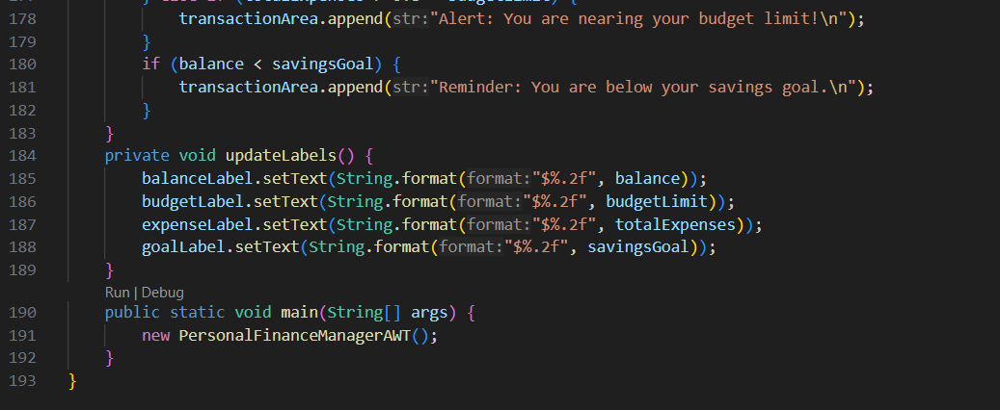 178 transactionArea.append(str:"Alert: You are nearing your budget limit!\n");
179 }
180 if (balance < savingsGoal) {
181 transactionArea.append(str:"Reminder: You are below your savings goal.\n");
182 }
183 }
184 private void updateLabels() {
185 balanceLabel.setText(String.format(format:"$%.2f", balance));
186 budgetLabel.setText(String.format(format:"$%.2f", budgetLimit));
187 expenseLabel.setText(String.format(format:"$%.2f", totalExpenses));
188 goalLabel.setText(String.format(format:"$%.2f", savingsGoal));
189 }
Run | Debug
190 public static void main(String[] args) {
191 new PersonalFinanceManagerAWT();
192 }
193 }